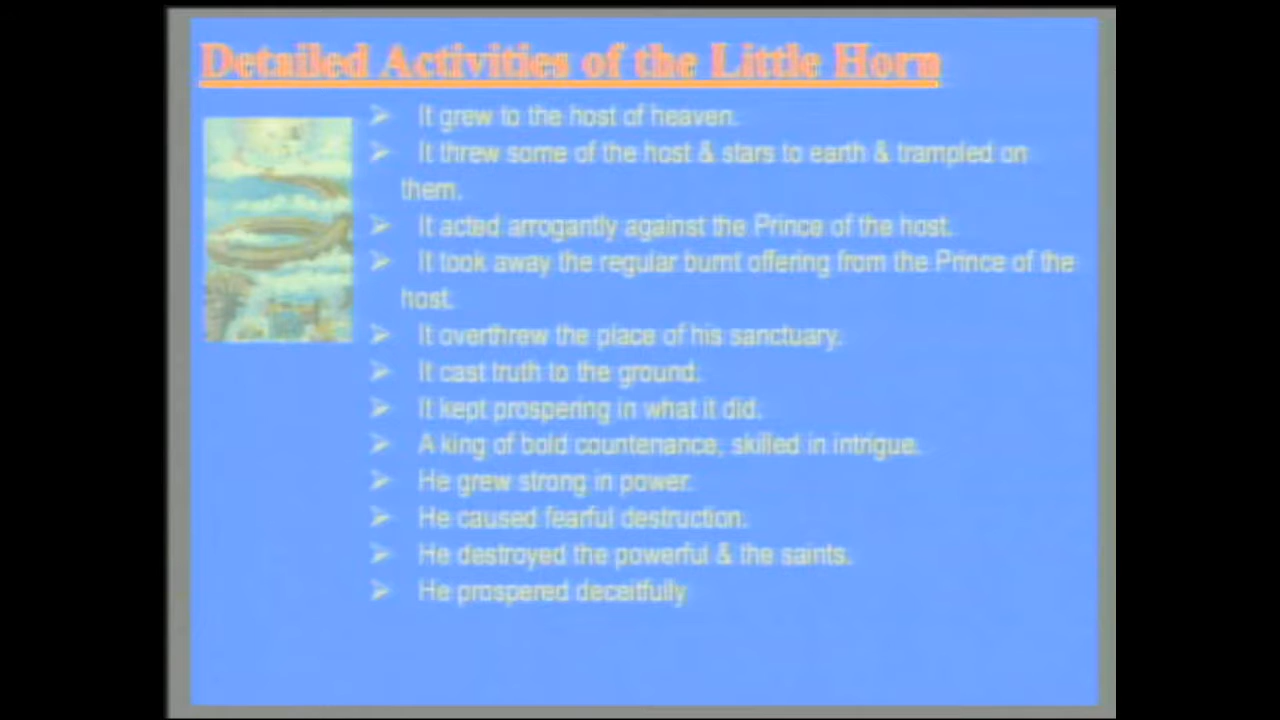 Detailed Activities of the Little Horn
➢ It grew to the host of heaven.
➢ It threw some of the host & stars to earth & trampled on
them.
➢ It acted arrogantly against the Prince of the host.
➢ It took away the regular burnt offering from the Prince of the
host.
➢ It overthrew the place of his sanctuary.
➢ It cast truth to the ground.
➢ It kept prospering in what it did.
➢ A king of bold countenance, skilled in intrigue.
➢ He grew strong in power.
➢ He caused fearful destruction.
➢ He destroyed the powerful & the saints.
➢ He prospered deceitfully